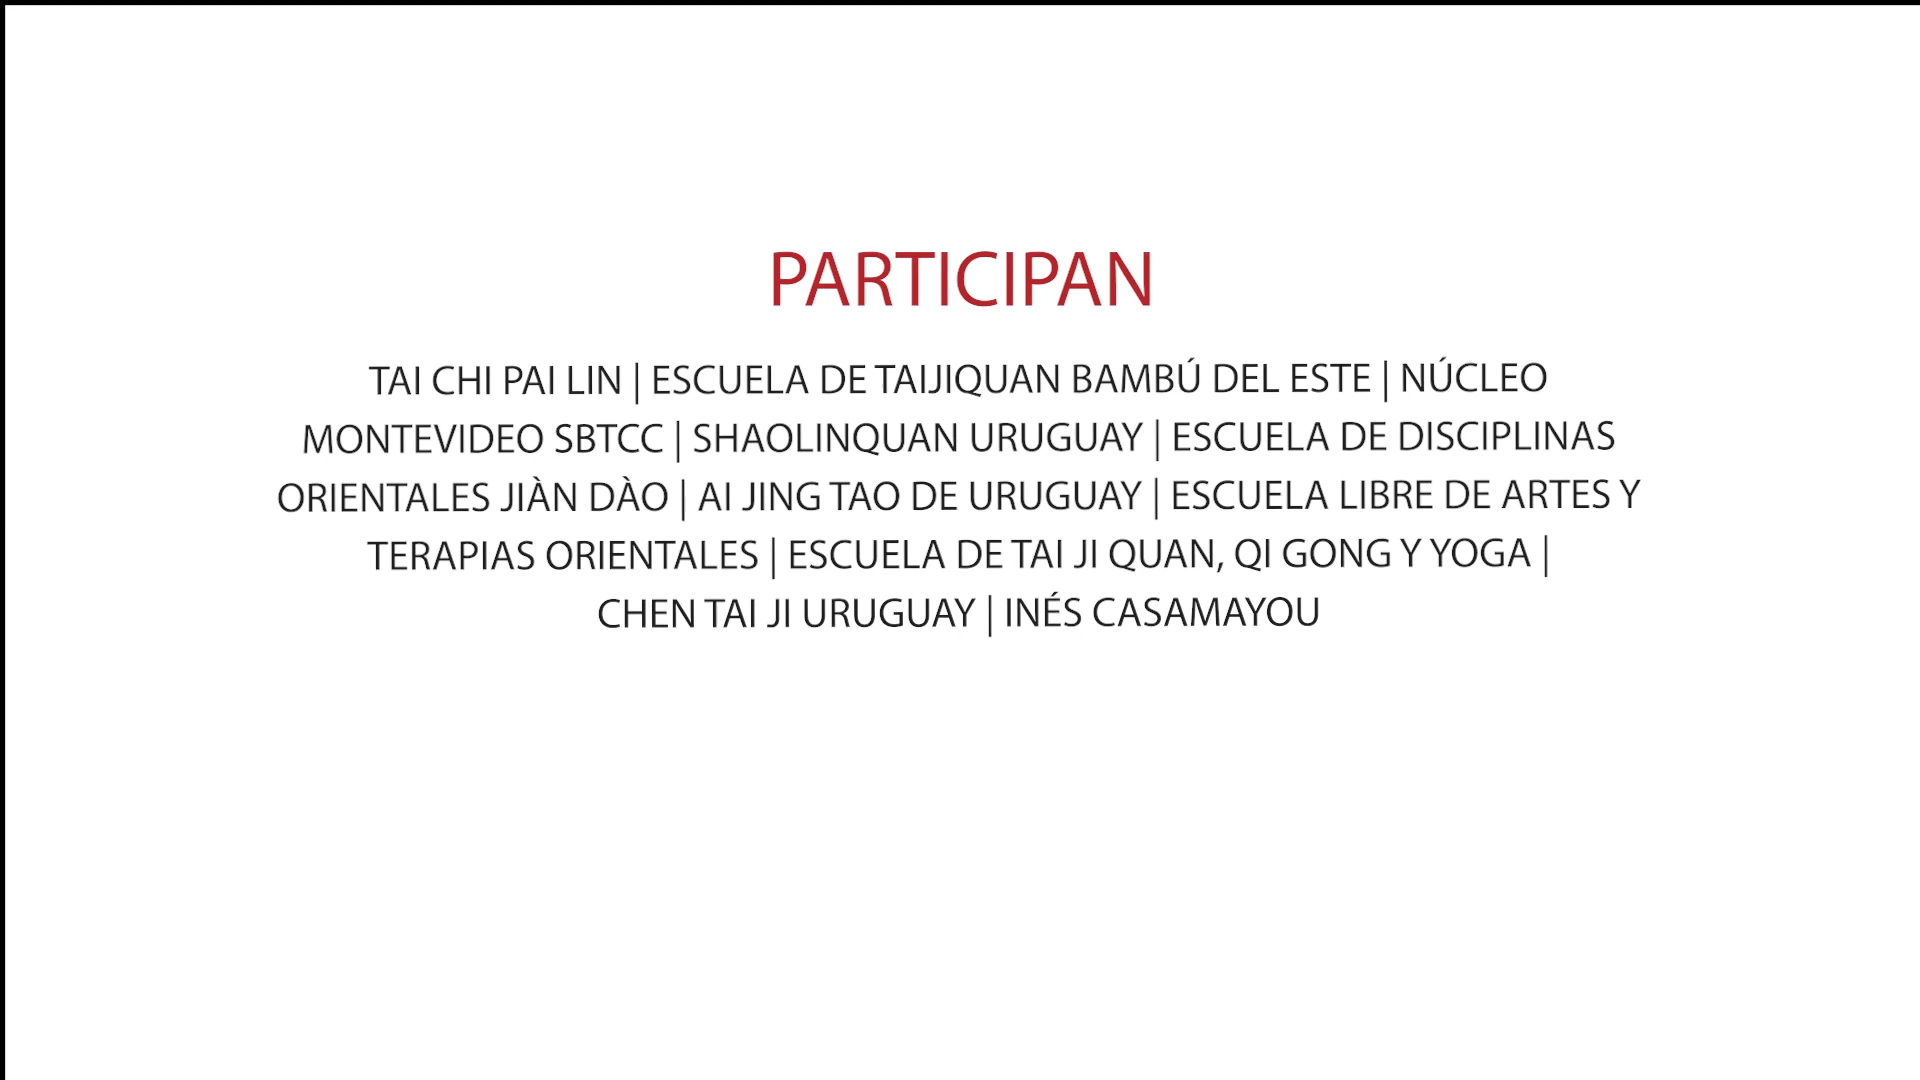 PARTICIPAN
TAI CHI PAI LIN | ESCUELA DE TAIJIQUAN BAMBÚ DEL ESTE | NÚCLEO
MONTEVIDEO SBTCC | SHAOLINQUAN URUGUAY | ESCUELA DE DISCIPLINAS
ORIENTALES JIÀN DÀO | AI JING TAO DE URUGUAY | ESCUELA LIBRE DE ARTES Y
TERAPIAS ORIENTALES | ESCUELA DE TAI JI QUAN, QI GONG Y YOGA |
CHEN TAI JI URUGUAY | INÉS CASAMAYOU